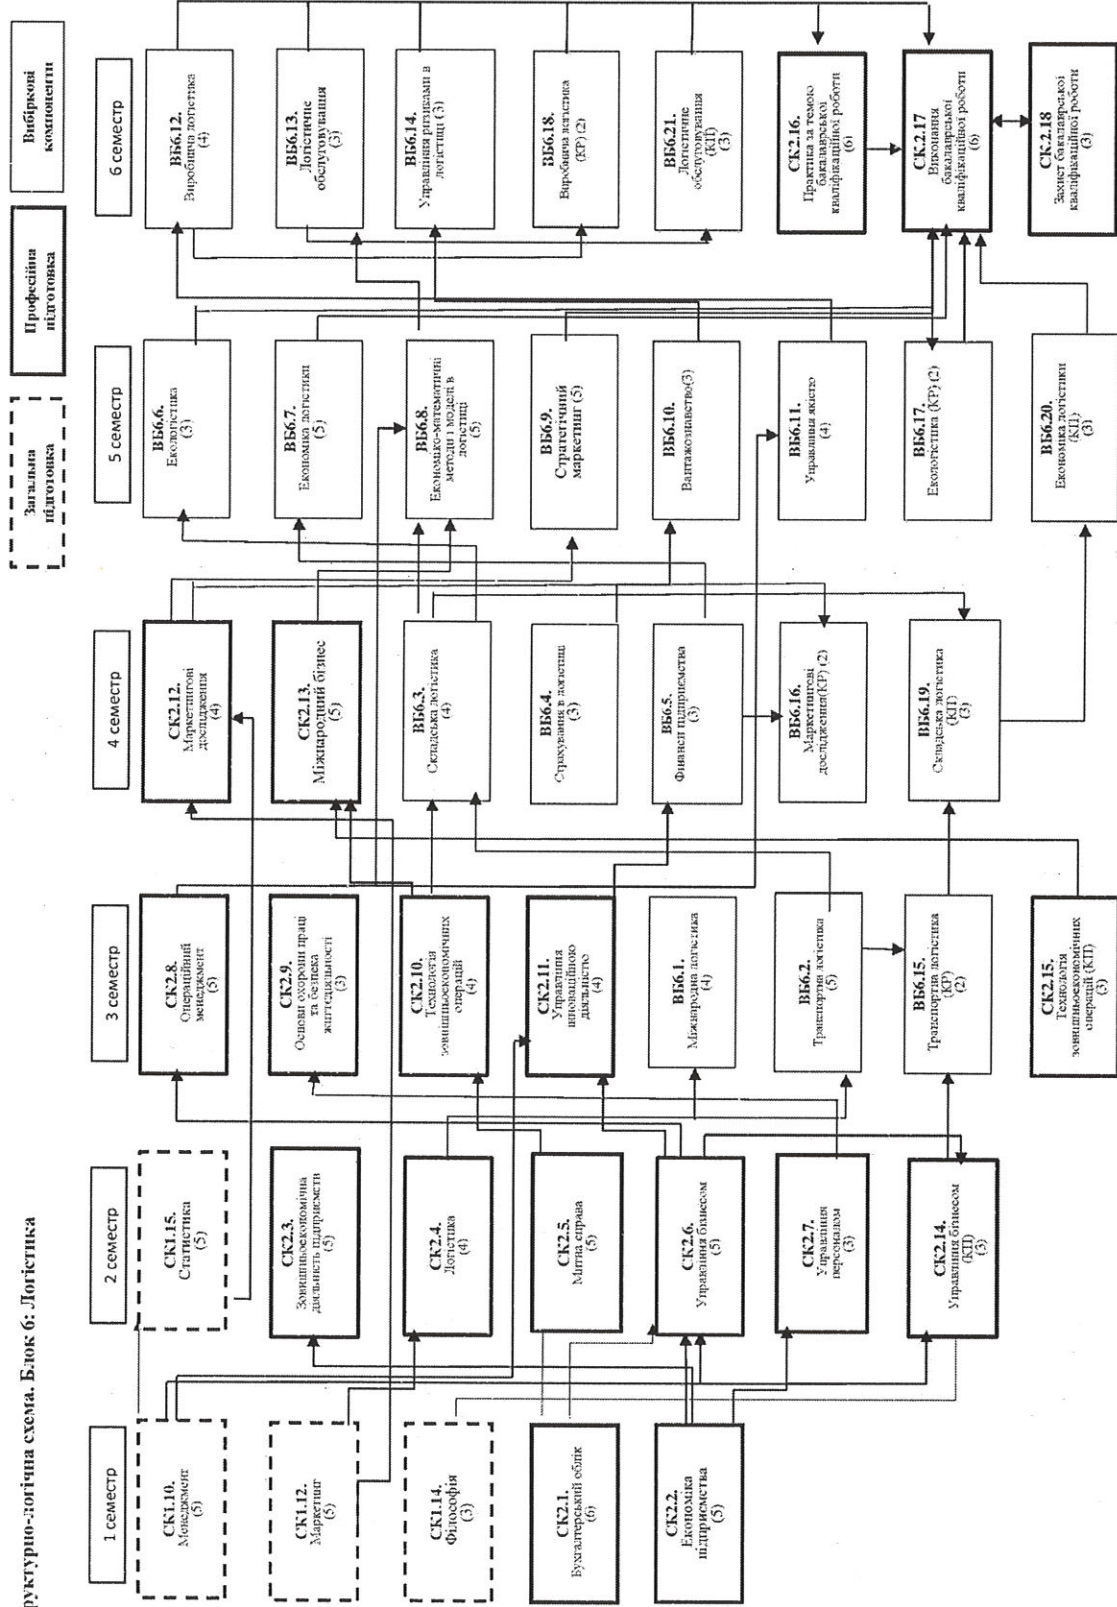 руктурно-логічна схема. Блок 6: Логістика
Загальна
підготовка
Професійна
підготовка
Вибіркові
компоненти
1 семестр
СК1.10.
Менеджмент
(5)
СК1.12.
Маркетинг
(5)
СК1.14.
Філософія
(3)
СК2.1.
Бухгалтерський облік
(6)
СК2.2.
Економіка
підприємства
(5)
2 семестр
СК1.15.
Статистика
(5)
СК2.3.
Зовнішньоекономічна
діяльність підприємств
(5)
СК2.4.
Логістика
(4)
СК2.5.
Митна справа
(5)
СК2.6.
Управління бізнесом
(5)
СК2.7.
Управління
персоналом
(3)
СК2.14.
Управління бізнесом
(КП)
(3)
3 семестр
СК2.8.
Операційний
менеджмент
(5)
СК2.9.
Основи охорони праці
та безпека
життєдіяльності
(3)
СК2.10.
Технологія
зовнішньоекономічних
операцій
(4)
СК2.11.
Управління
інноваційною
діяльністю
(4)
ВБ6.1.
Міжнародна логістика
(4)
ВБ6.2.
Транспортна логістика
(5)
ВБ6.15.
Транспортна логістика
(КР)
(2)
СК2.15.
Технологія
зовнішньоекономічних
операцій (КП)
(3)
4 семестр
СК2.12.
Маркетингові
дослідження
(4)
СК2.13.
Міжнародний бізнес
(5)
ВБ6.3.
Складська логістика
(4)
ВБ6.4.
Страхування в логістиці
(3)
ВБ6.5.
Фінанси підприємства
(3)
ВБ6.16.
Маркетингові
дослідження(КР) (2)
ВБ6.19.
Складська логістика
(КП)
(3)
5 семестр
ВБ6.6.
Екологістика
(3)
ВБ6.7.
Економіка логістики
(5)
ВБ6.8.
Економіко-математичні
методи і моделі в
логістиці
(5)
ВБ6.9.
Стратегічний
маркетинг (5)
ВБ6.10.
Вантажознавство(3)
ВБ6.11.
Управління якістю
(4)
ВБ6.17.
Екологістика (КР) (2)
ВБ6.20.
Економіка логістики
(КП)
(3)
6 семестр
ВБ6.12.
Виробнича логістика
(4)
ВБ6.13.
Логістичне
обслуговування
(3)
ВБ6.14.
Управління ризиками в
логістиці (3)
ВБ6.18.
Виробнича логістика
(КР) (2)
ВБ6.21.
Логістичне
обслуговування
(КП)
(3)
СК2.16.
Практика за темою
бакалаврської
кваліфікаційної роботи
(6)
СК2.17
Виконання
бакалаврської
кваліфікаційної роботи
(6)
СК2.18
Захист бакалаврської
кваліфікаційної роботи
(3)